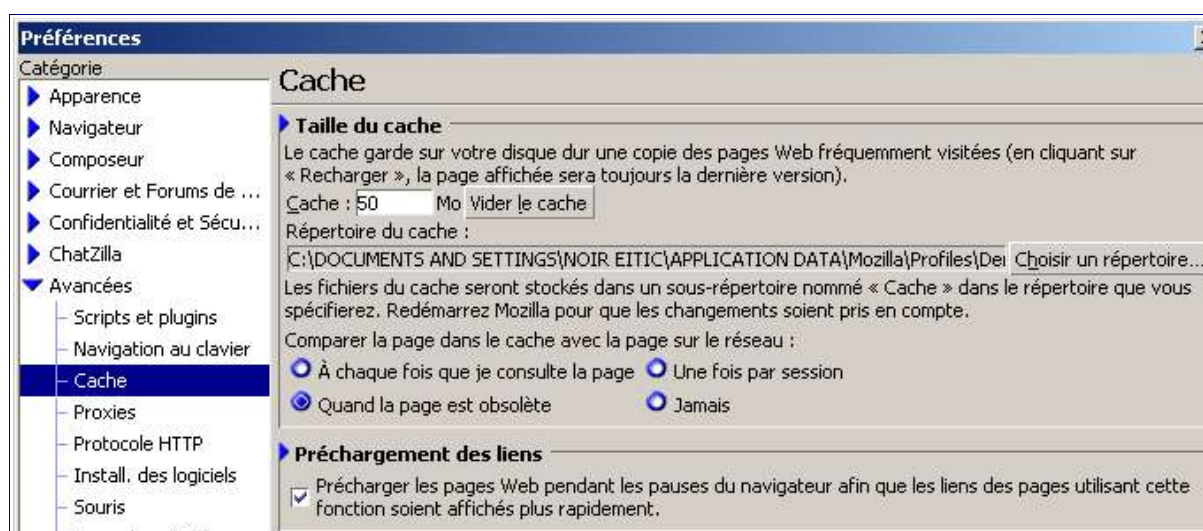 Préférences
Catégorie
Apparence
Navigateur
Composeur
Courrier et Forums de ...
Confidentialité et Sécu...
ChatZilla
Avancées
Scripts et plugins
Navigation au clavier
Cache
Proxies
Protocole HTTP
Install. des logiciels
Souris
Cache
Taille du cache
Le cache garde sur votre disque dur une copie des pages Web fréquemment visitées (en cliquant sur
« Recharger », la page affichée sera toujours la dernière version).
Cache : 50 Mo Vider le cache
Répertoire du cache :
C:\DOCUMENTS AND SETTINGS\NOIR EITIC\APPLICATION DATA\Mozilla\Profiles\ Choisir un répertoire...
Les fichiers du cache seront stockés dans un sous-répertoire nommé « Cache » dans le répertoire que vous
spécifierez. Redémarrez Mozilla pour que les changements soient pris en compte.
Comparer la page dans le cache avec la page sur le réseau :
À chaque fois que je consulte la page Une fois par session
Quand la page est obsolète Jamais
Préchargement des liens
Précharger les pages Web pendant les pauses du navigateur afin que les liens des pages utilisant cette
fonction soient affichés plus rapidement.